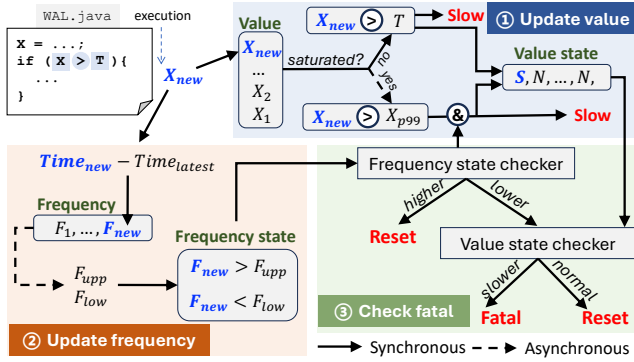 WAL.java
execution
X = ...;
if ( X > T ){
...
}
X_new
Value
X_new
...
X_2
X_1
saturated?
no
yes
X_new > T
Slow
X_new > X_p99
&
Slow
① Update value
Value state
S, N, ..., N,
Time_new − Time_latest
Frequency
F_1, ..., F_new
F_upp
F_low
Frequency state
F_new > F_upp
F_new < F_low
② Update frequency
Frequency state checker
higher
lower
Reset
Value state checker
slower
normal
Fatal
Reset
③ Check fatal
Synchronous
Asynchronous